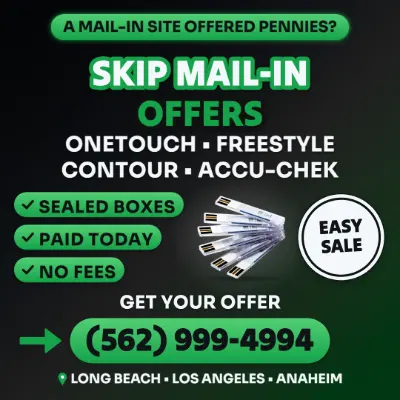 A MAIL-IN SITE OFFERED PENNIES?
SKIP MAIL-IN
OFFERS
ONETOUCH • FREESTYLE
CONTOUR • ACCU-CHEK
SEALED BOXES
PAID TODAY
NO FEES
EASY
SALE
GET YOUR OFFER
(562) 999-4994
LONG BEACH • LOS ANGELES • ANAHEIM